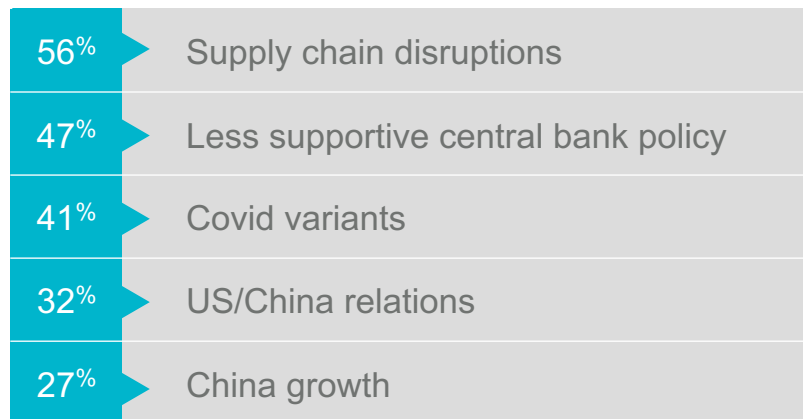 56% Supply chain disruptions
47% Less supportive central bank policy
41% Covid variants
32% US/China relations
27% China growth